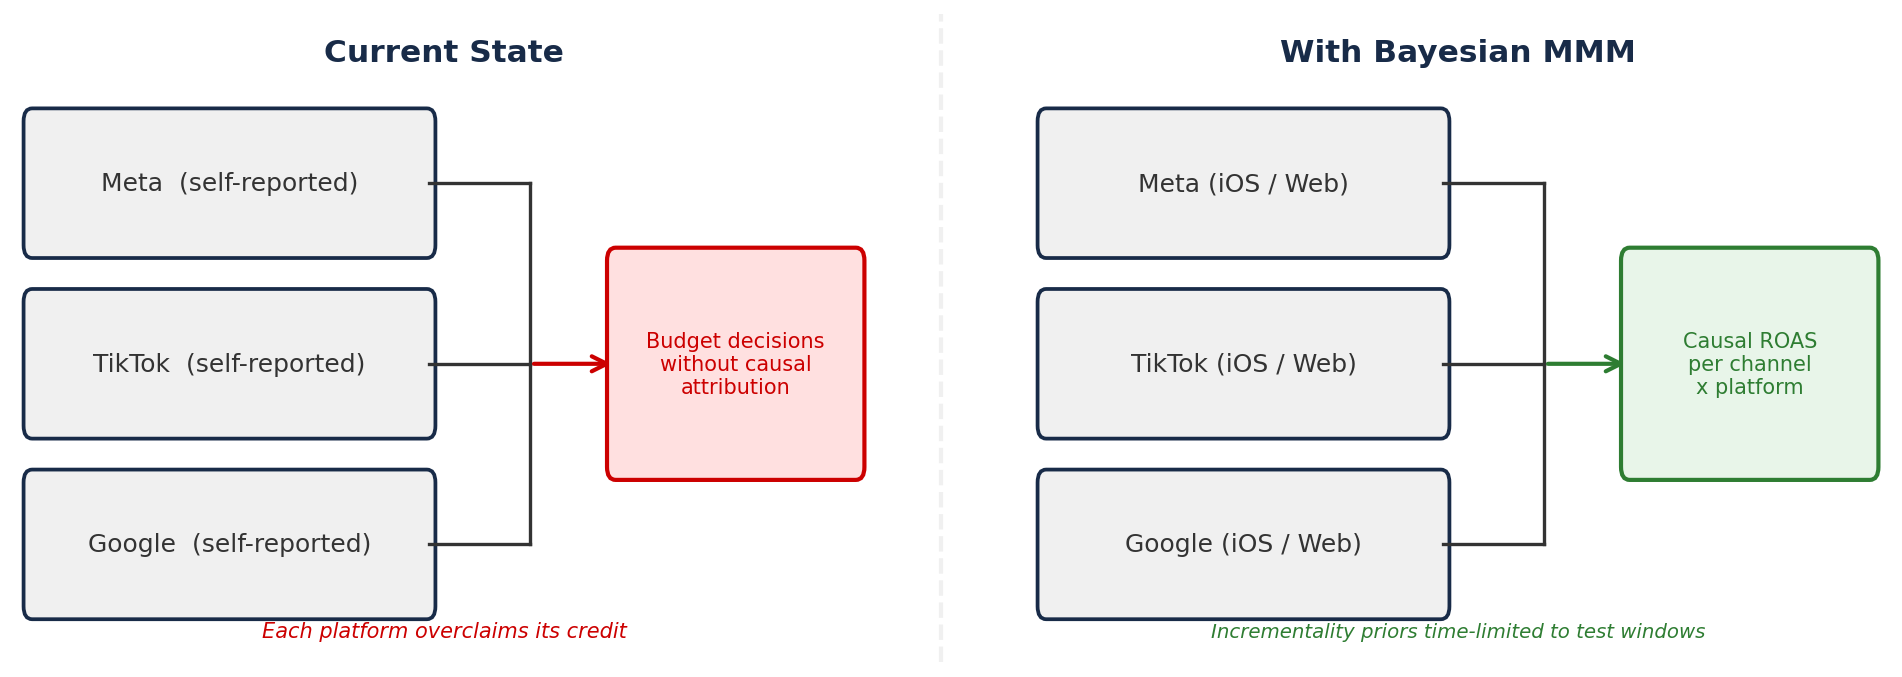 Current State
Meta  (self-reported)
TikTok  (self-reported)
Google  (self-reported)
Budget decisions
without causal
attribution
Each platform overclaims its credit
With Bayesian MMM
Meta (iOS / Web)
TikTok (iOS / Web)
Google (iOS / Web)
Causal ROAS
per channel
x platform
Incrementality priors time-limited to test windows